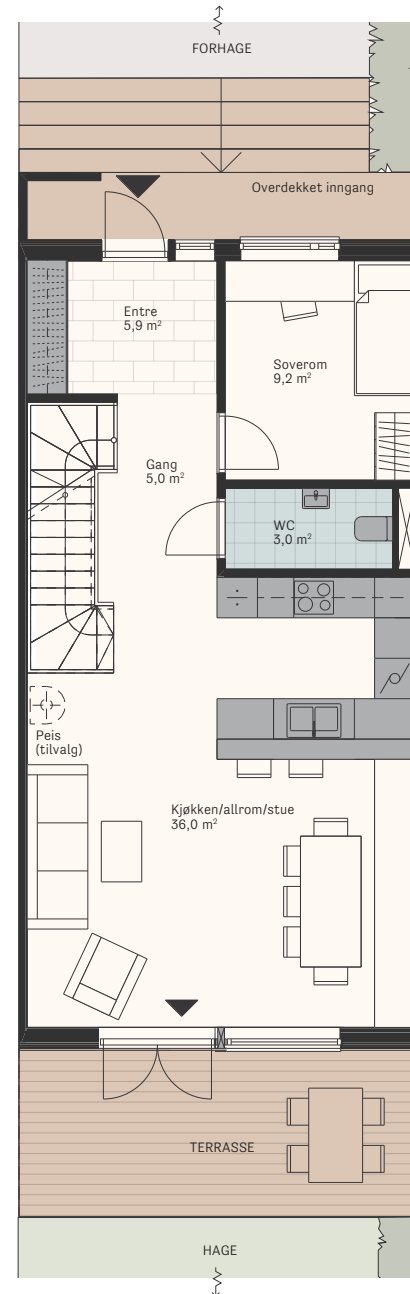 FORHAGE
Overdekket inngang
Entre
5,9 m²
Soverom
9,2 m²
Gang
5,0 m²
WC
3,0 m²
Peis
(tilvalg)
Kjøkken/allrom/stue
36,0 m²
TERRASSE
HAGE